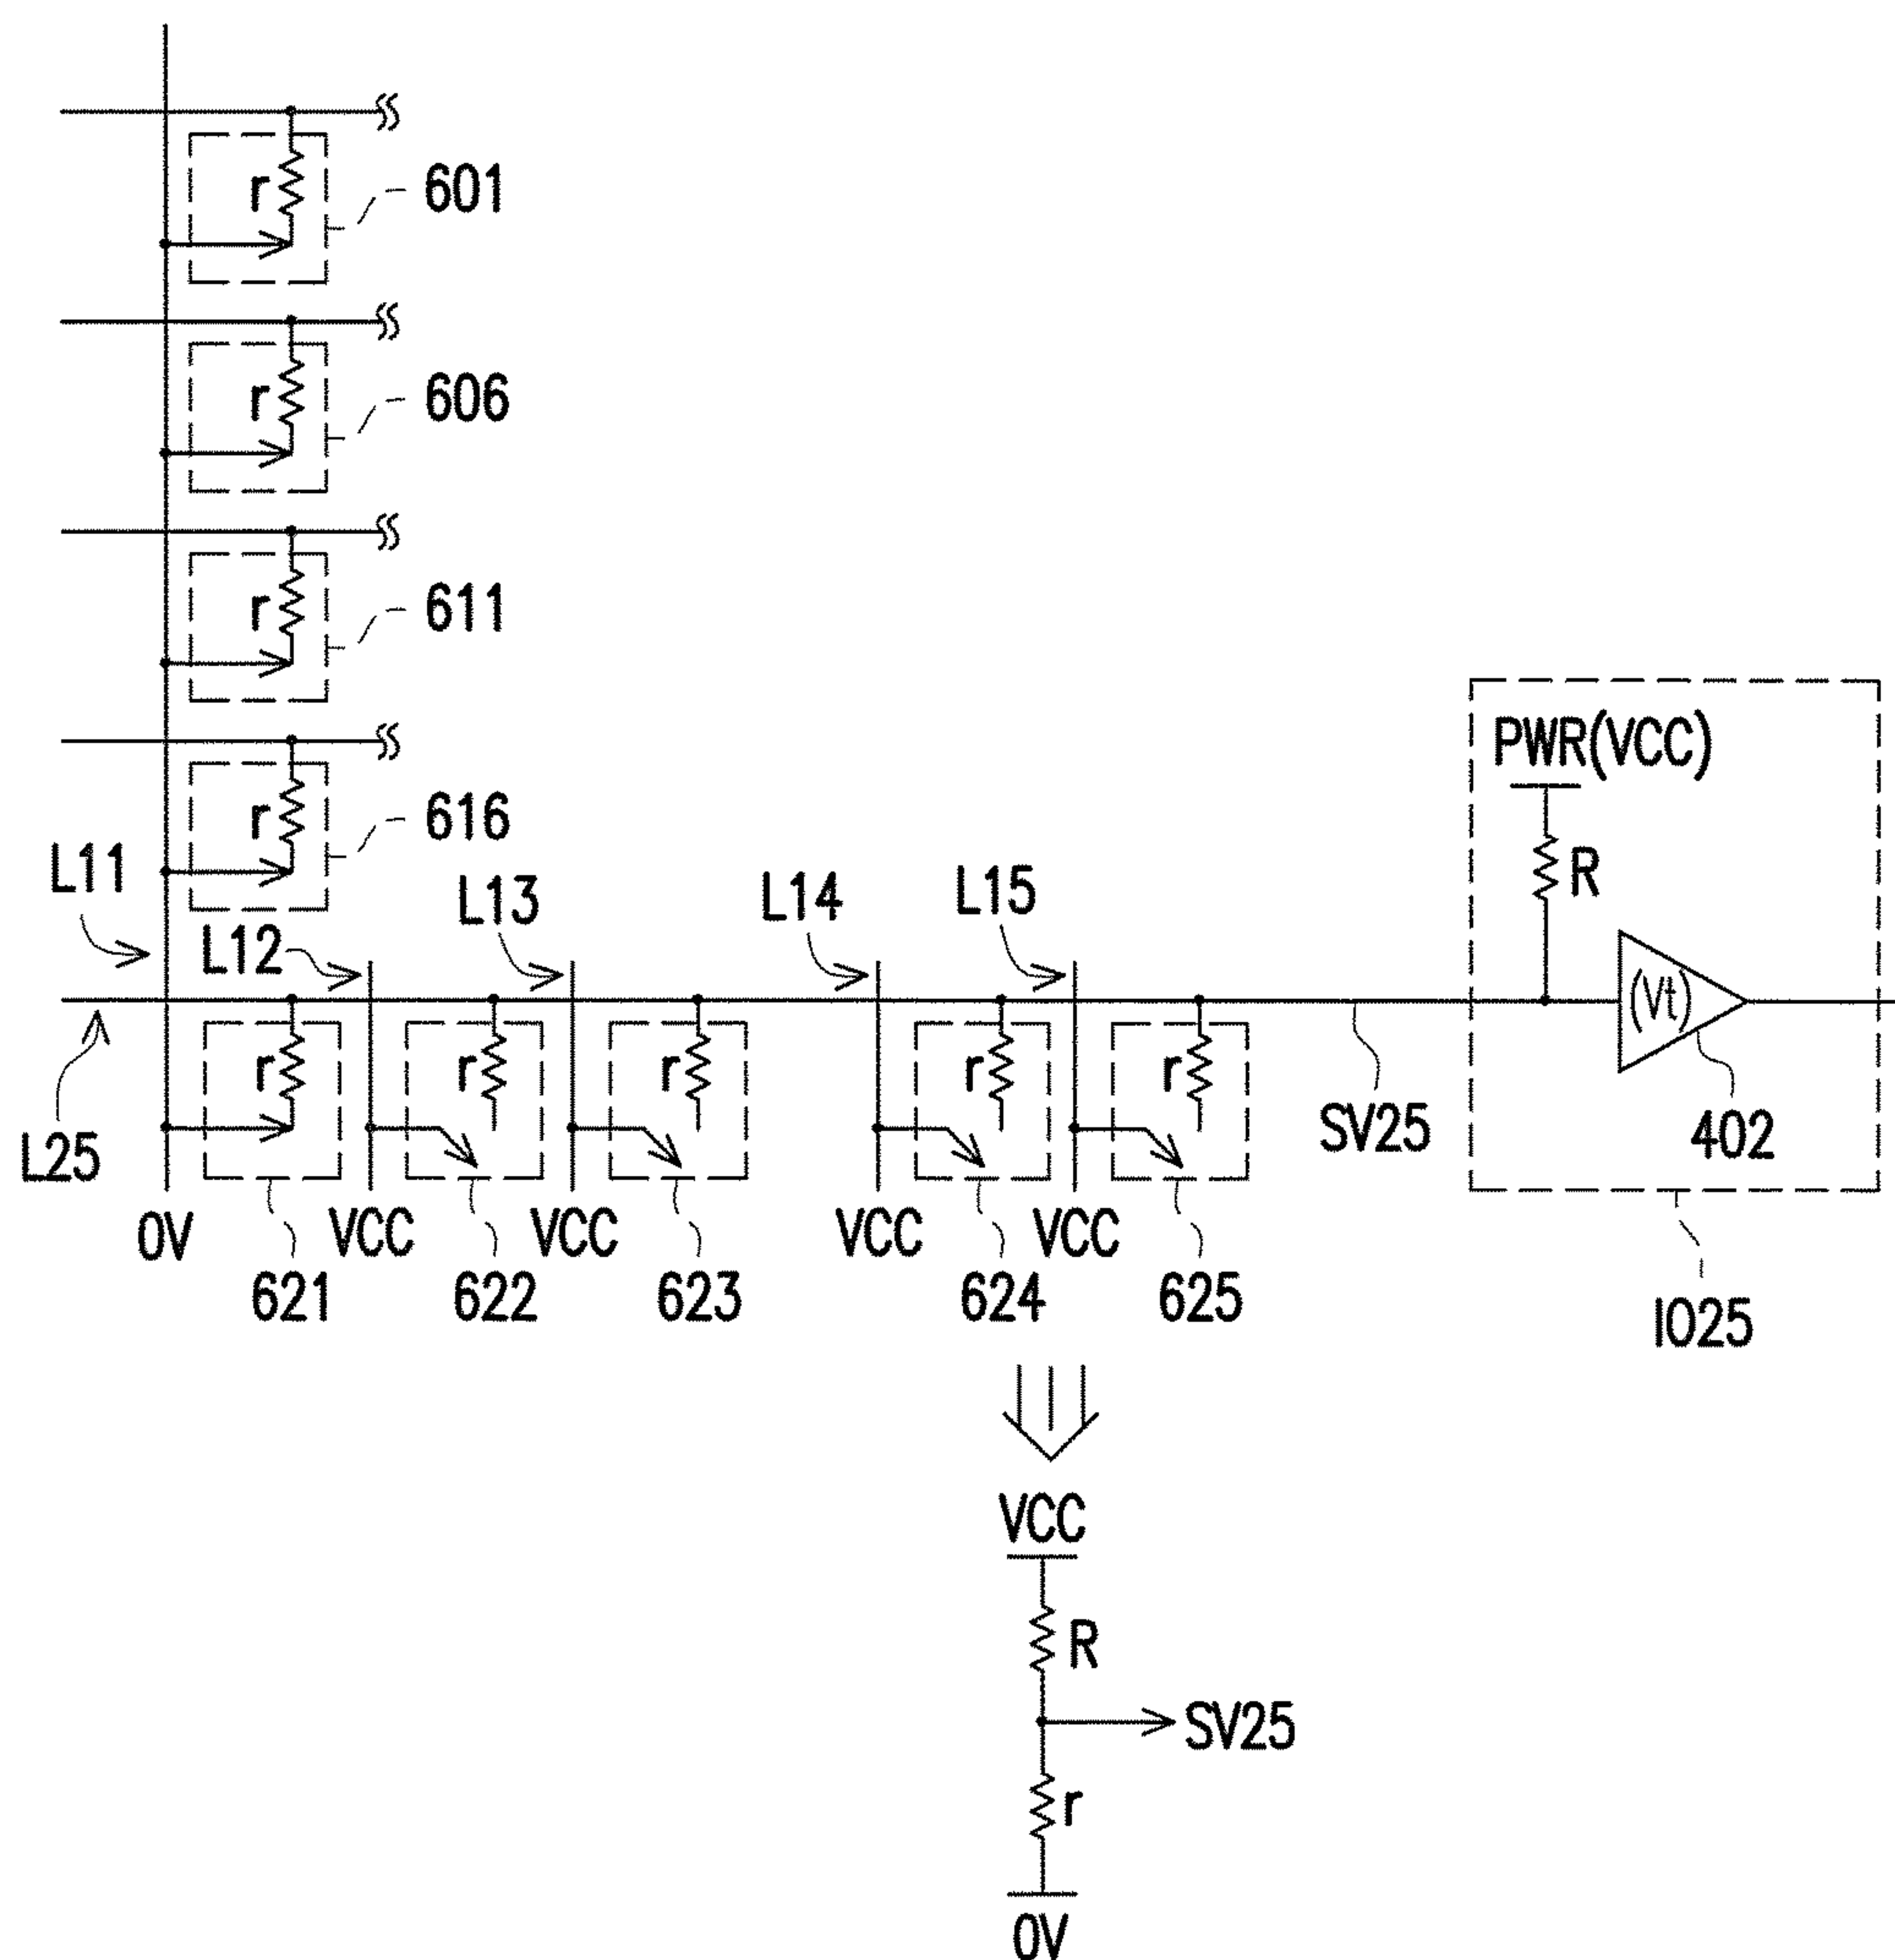 r
601
r
606
r
611
r
616
L11
L12
L13
L14
L15
L25
r
r
r
r
r
SV25
PWR(VCC)
R
(Vt)
402
0V
VCC
VCC
VCC
VCC
621
622
623
624
625
IO25
VCC
R
SV25
r
0V